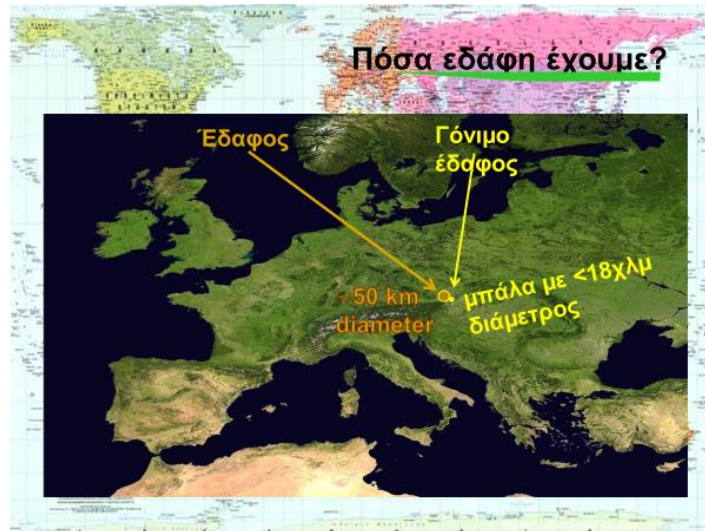 Πόσα εδάφη έχουμε?
Έδαφος
Γόνιμο
έδαφος
50 km
diameter
μπάλα με <18χλμ
διάμετρος